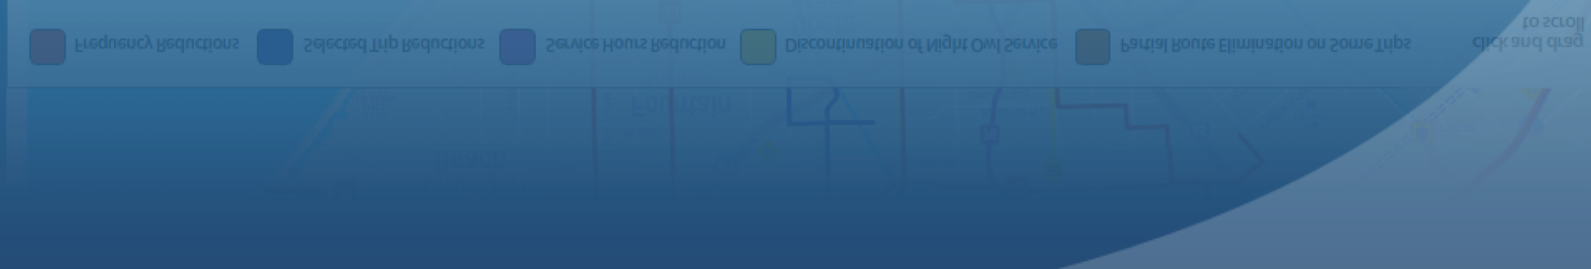 Frequency Reductions
Selected Trip Reductions
Service Hours Reduction
Discontinuation of Night Owl Service
Partial Route Elimination on Some Trips
click and drag
to scroll
Fountain